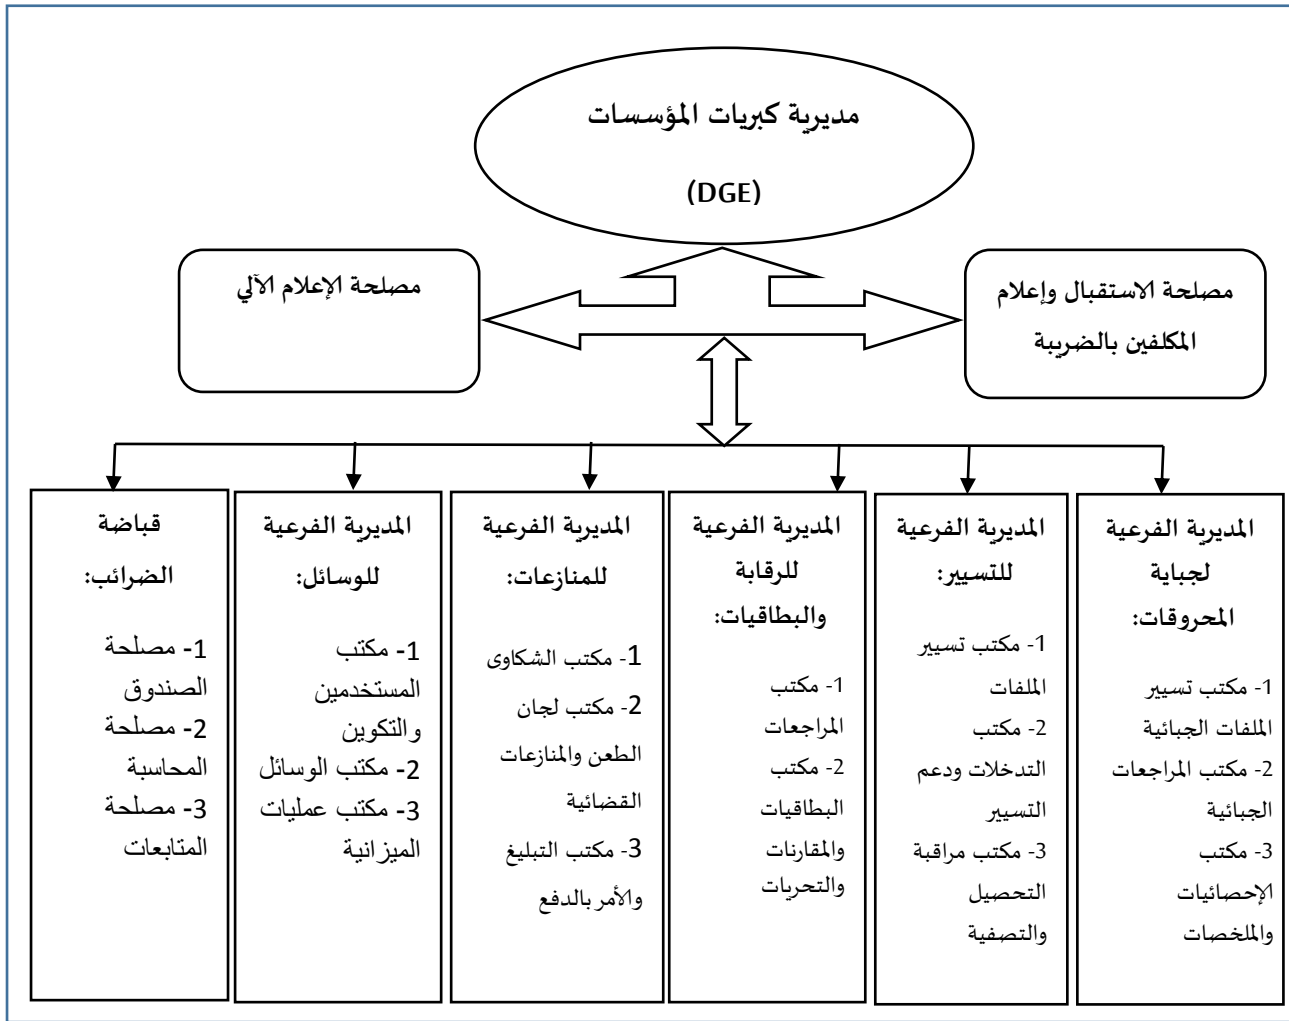 مديرية كبريات المؤسسات
(DGE)
مصلحة الاستقبال وإعلام
المكلفين بالضريبة
مصلحة الإعلام الآلي
المديرية الفرعية
لجباية
المحروقات:
1- مكتب تسيير
الملفات الجبائية
2- مكتب المراجعات
الجبائية
3- مكتب
الإحصائيات
والملخصات
المديرية الفرعية
للتسيير:
1- مكتب تسيير
الملفات
2- مكتب
التدخلات ودعم
التسيير
3- مكتب مراقبة
التحصيل
والتصفية
المديرية الفرعية
للرقابة
والبطاقيات:
1- مكتب
المراجعات
2- مكتب
البطاقيات
والمقارنات
والتحريات
المديرية الفرعية
للمنازعات:
1- مكتب الشكاوى
2- مكتب لجان
الطعن والمنازعات
القضائية
3- مكتب التبليغ
والأمر بالدفع
المديرية الفرعية
للوسائل:
1- مكتب
المستخدمين
والتكوين
2- مكتب الوسائل
3- مكتب عمليات
الميزانية
قباضة
الضرائب:
1- مصلحة
الصندوق
2- مصلحة
المحاسبة
3- مصلحة
المتابعات